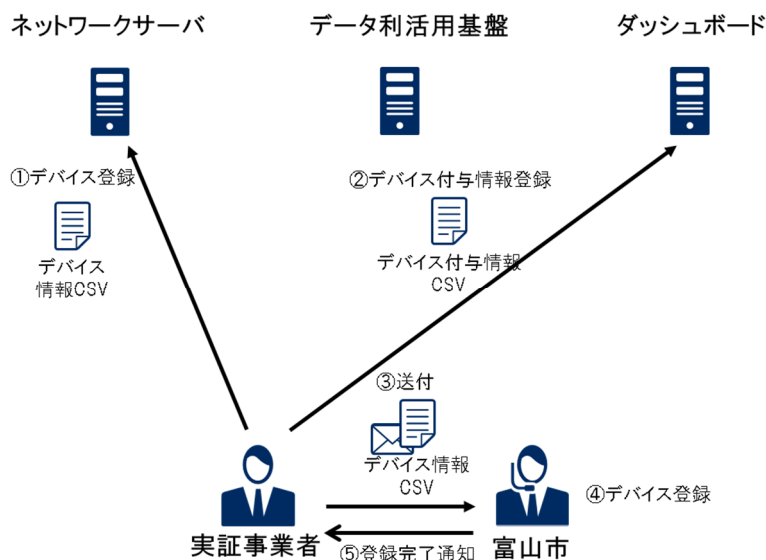 ネットワークサーバ
データ利活用基盤
ダッシュボード
①デバイス登録
②デバイス付与情報登録
デバイス
情報CSV
デバイス付与情報
CSV
③送付
デバイス情報
CSV
④デバイス登録
実証事業者
⑤登録完了通知
富山市